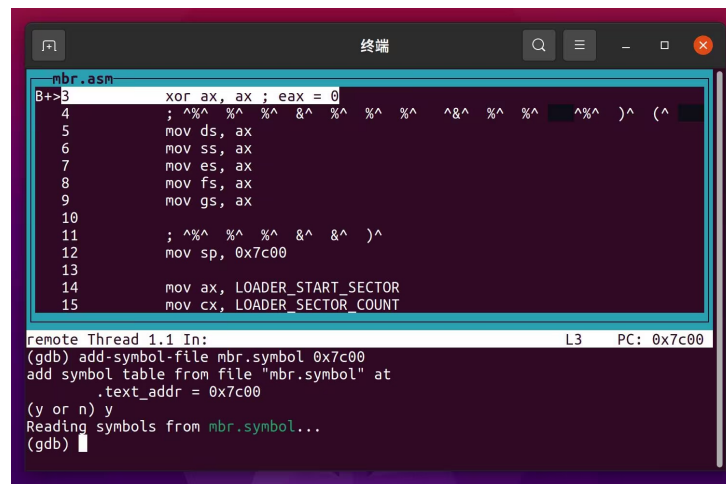 终端
mbr.asm
B+>3 xor ax, ax ; eax = 0
4 ; ^%^ %^ %^ &^ %^ %^ %^ ^&^ %^ %^ ^%^ )^ (^
5 mov ds, ax
6 mov ss, ax
7 mov es, ax
8 mov fs, ax
9 mov gs, ax
10
11 ; ^%^ %^ %^ &^ &^ )^
12 mov sp, 0x7c00
13
14 mov ax, LOADER_START_SECTOR
15 mov cx, LOADER_SECTOR_COUNT
remote Thread 1.1 In: L3 PC: 0x7c00
(gdb) add-symbol-file mbr.symbol 0x7c00
add symbol table from file "mbr.symbol" at
.text_addr = 0x7c00
(y or n) y
Reading symbols from mbr.symbol...
(gdb)